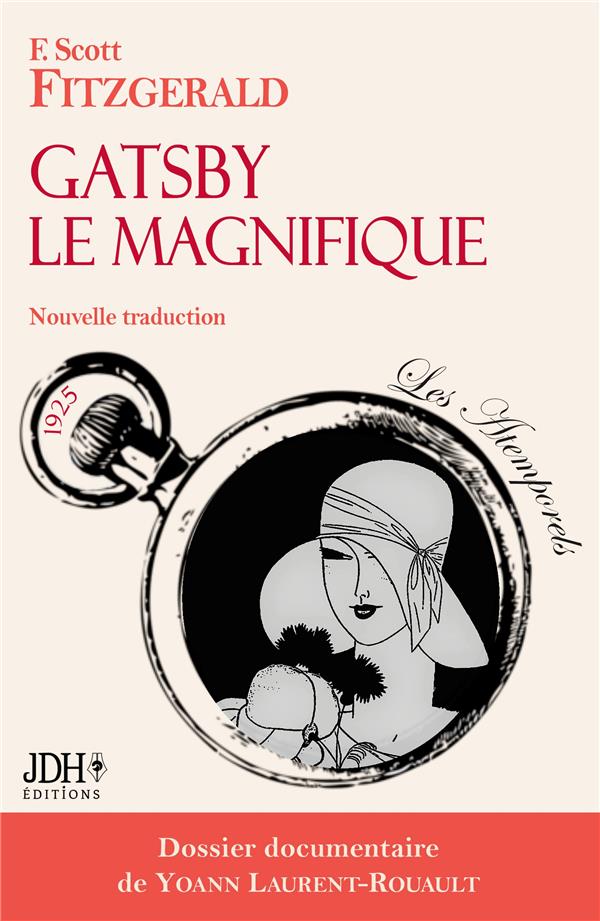 F. Scott
FITZGERALD
GATSBY
LE MAGNIFIQUE
Nouvelle traduction
1925
Les Atemporels
JDH
ÉDITIONS
Dossier documentaire
de YOANN LAURENT-ROUAULT